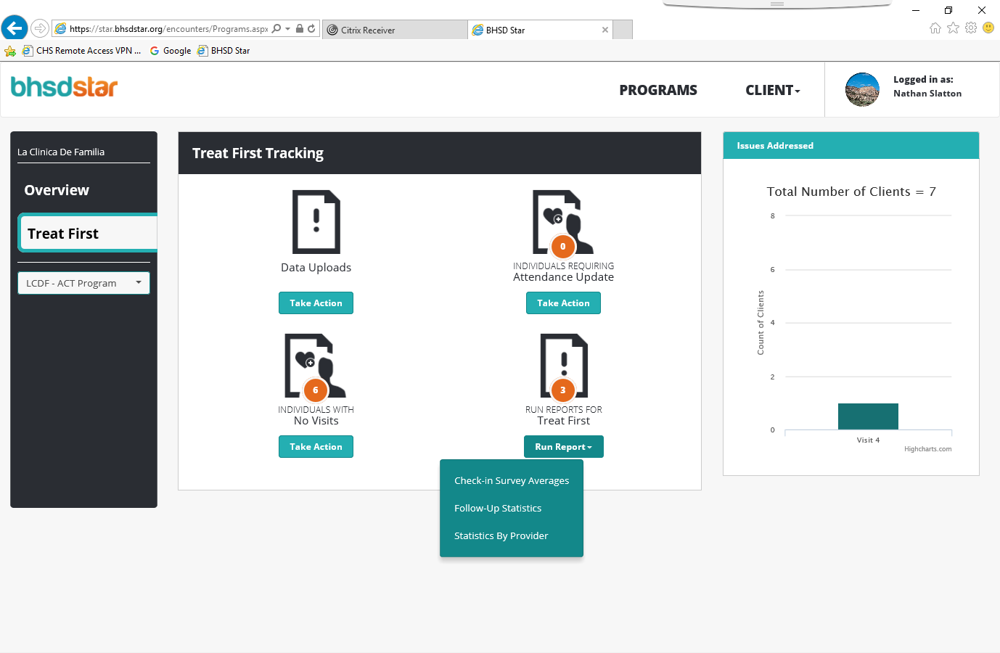 https://star.bhsdstar.org/encounters/Programs.aspx
Citrix Receiver
BHSD Star
CHS Remote Access VPN ...
Google
BHSD Star
bhsdstar
PROGRAMS
CLIENT
Logged in as:
Nathan Slatton
La Clinica De Familia
Overview
Treat First
LCDF - ACT Program
Treat First Tracking
Data Uploads
Take Action
0
INDIVIDUALS REQUIRING
Attendance Update
Take Action
6
INDIVIDUALS WITH
No Visits
Take Action
3
RUN REPORTS FOR
Treat First
Run Report
Check-in Survey Averages
Follow-Up Statistics
Statistics By Provider
Issues Addressed
Total Number of Clients = 7
Count of Clients
8
6
4
2
0
Visit 4
Highcharts.com